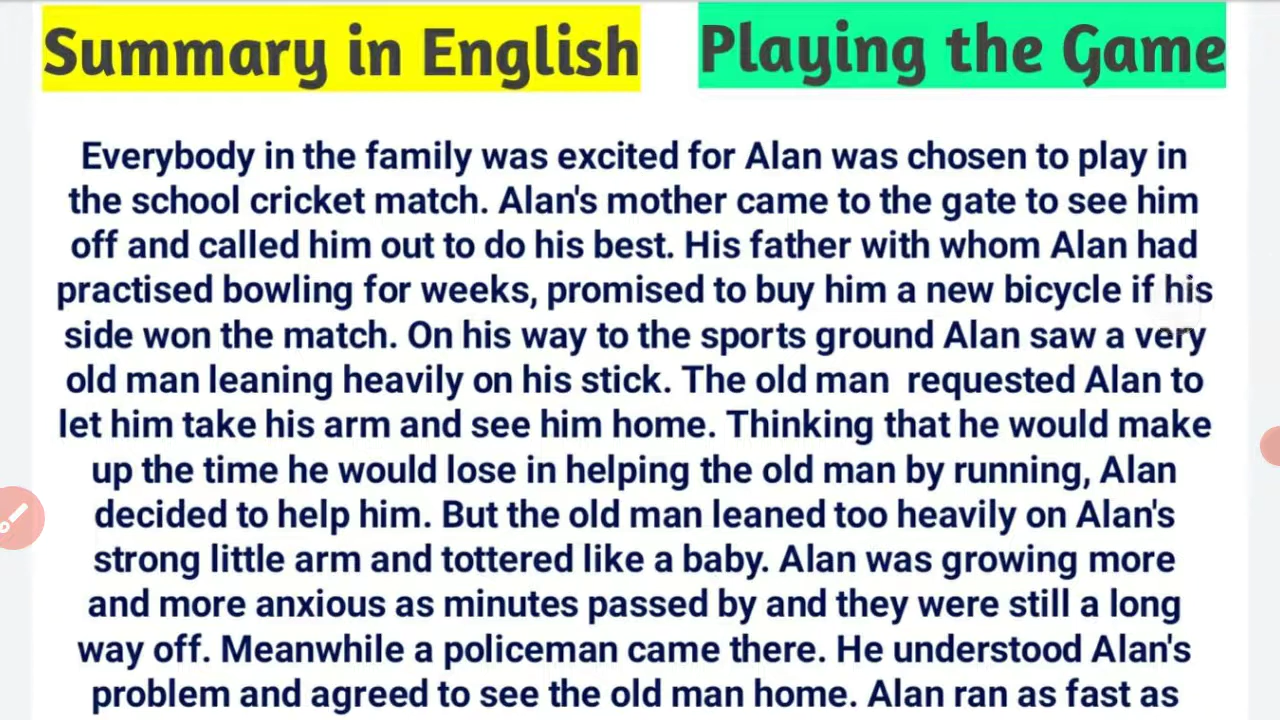 Summary in English Playing the Game
Everybody in the family was excited for Alan was chosen to play in
the school cricket match. Alan's mother came to the gate to see him
off and called him out to do his best. His father with whom Alan had
practised bowling for weeks, promised to buy him a new bicycle if his
side won the match. On his way to the sports ground Alan saw a very
old man leaning heavily on his stick. The old man requested Alan to
let him take his arm and see him home. Thinking that he would make
up the time he would lose in helping the old man by running, Alan
decided to help him. But the old man leaned too heavily on Alan's
strong little arm and tottered like a baby. Alan was growing more
and more anxious as minutes passed by and they were still a long
way off. Meanwhile a policeman came there. He understood Alan's
problem and agreed to see the old man home. Alan ran as fast as